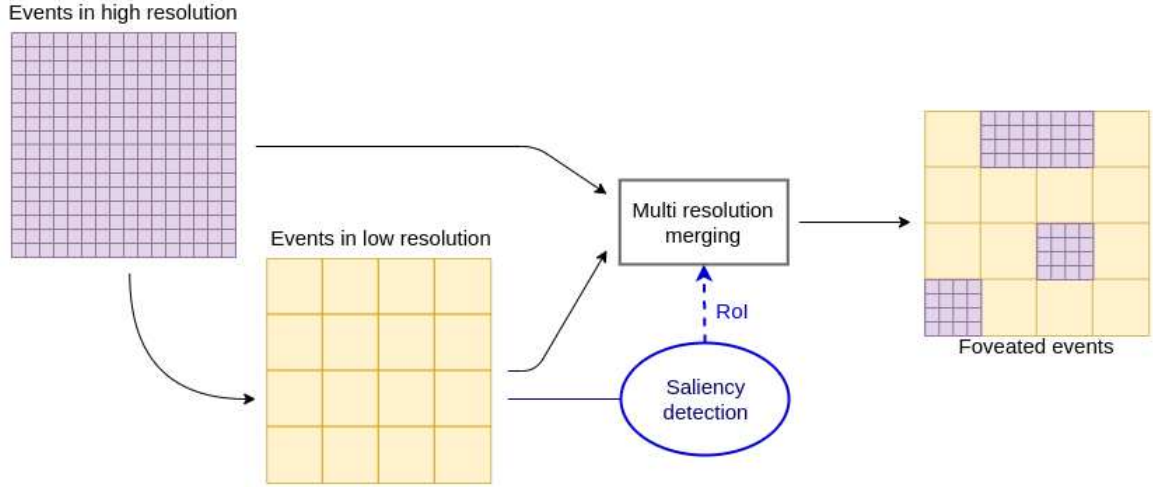 Events in high resolution
Events in low resolution
Multi resolution
merging
RoI
Saliency
detection
Foveated events